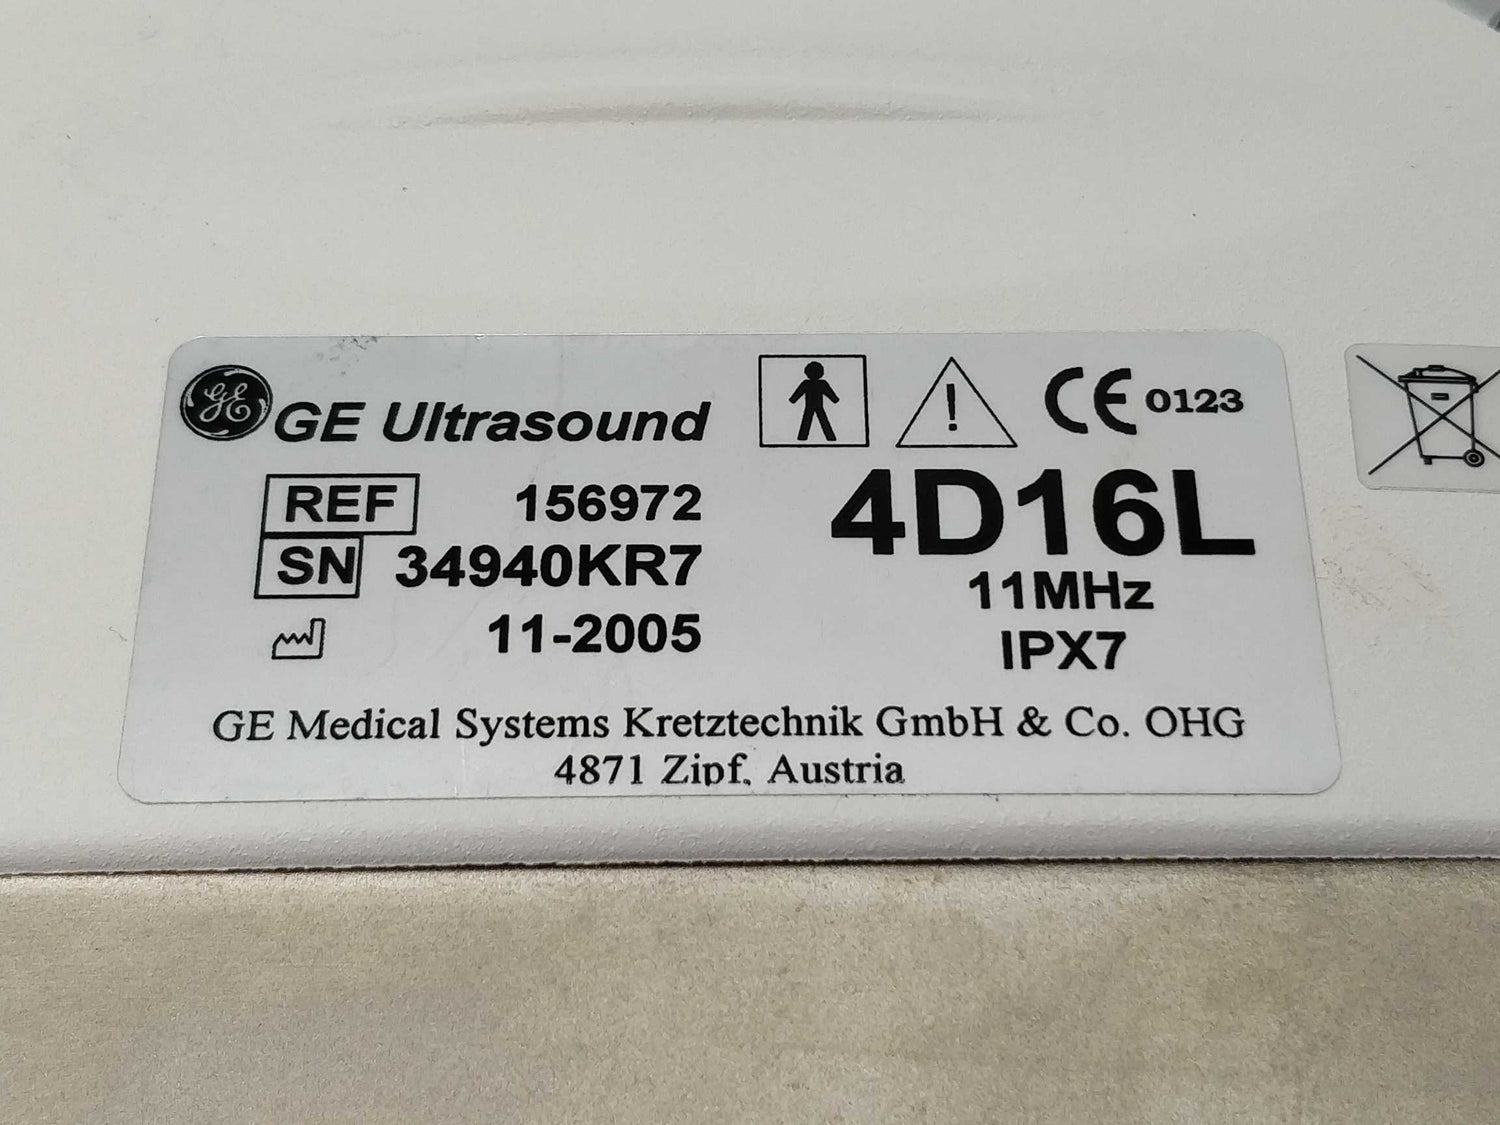 GE GE Ultrasound
CE 0123
REF 156972
SN 34940KR7
11-2005
4D16L
11MHz
IPX7
GE Medical Systems Kretztechnik GmbH & Co. OHG
4871 Zipf, Austria